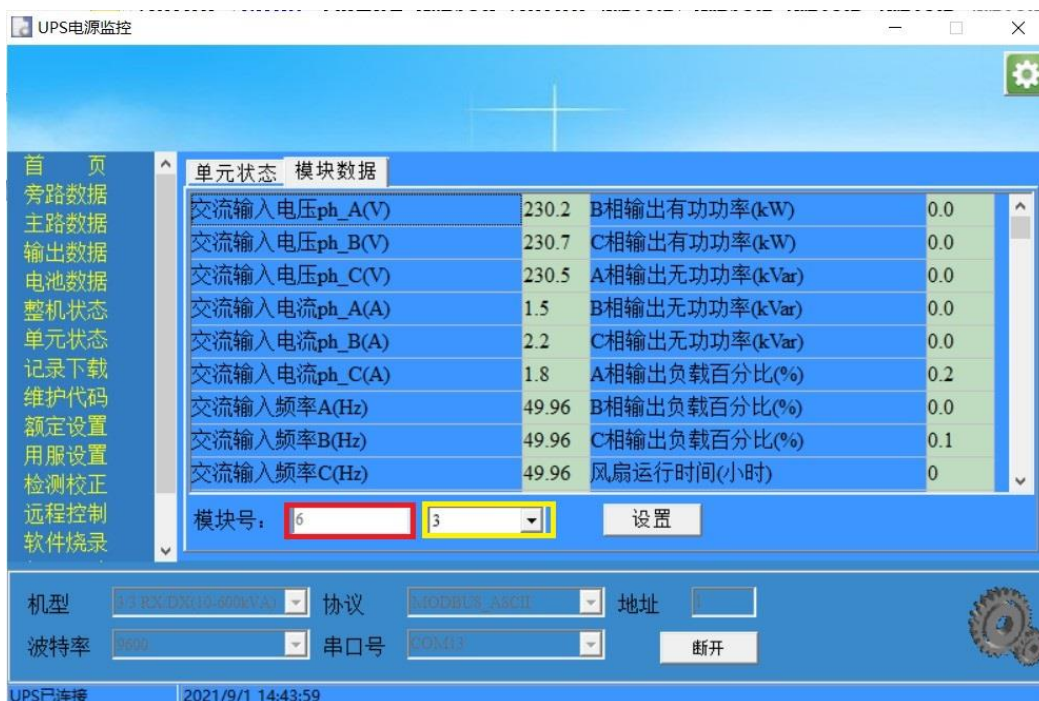 UPS电源监控
首 页
旁路数据
主路数据
输出数据
电池数据
整机状态
单元状态
记录下载
维护代码
额定设置
用服设置
检测校正
远程控制
软件烧录
单元状态 模块数据
交流输入电压ph_A(V) 230.2 B相输出有功功率(kW) 0.0
交流输入电压ph_B(V) 230.7 C相输出有功功率(kW) 0.0
交流输入电压ph_C(V) 230.5 A相输出无功功率(kVar) 0.0
交流输入电流ph_A(A) 1.5 B相输出无功功率(kVar) 0.0
交流输入电流ph_B(A) 2.2 C相输出无功功率(kVar) 0.0
交流输入电流ph_C(A) 1.8 A相输出负载百分比(%) 0.2
交流输入频率A(Hz) 49.96 B相输出负载百分比(%) 0.0
交流输入频率B(Hz) 49.96 C相输出负载百分比(%) 0.1
交流输入频率C(Hz) 49.96 风扇运行时间(小时) 0
模块号： 6 3 设置
机型 3/3 RX/DX(10-600kVA) 协议 MODBUS_ASCII 地址 1
波特率 9600 串口号 COM13 断开
UPS已连接 2021/9/1 14:43:59